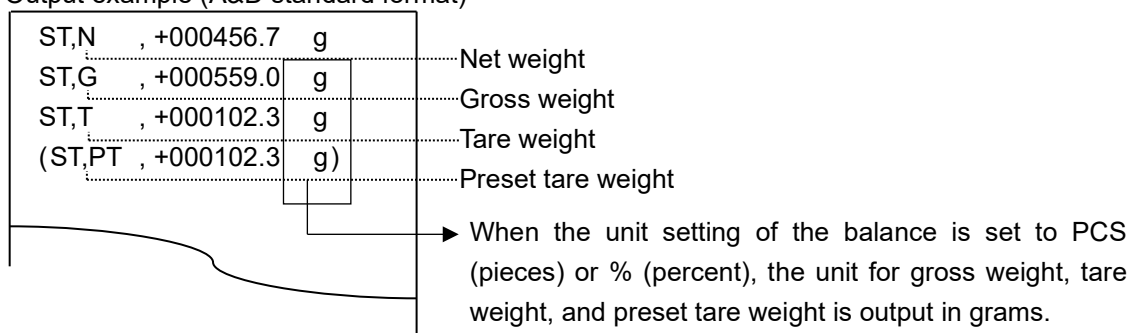 Output example (A&D standard format)
ST,N , +000456.7 g
Net weight
ST,G , +000559.0 g
Gross weight
ST,T , +000102.3 g
Tare weight
(ST,PT , +000102.3 g)
Preset tare weight
When the unit setting of the balance is set to PCS
(pieces) or % (percent), the unit for gross weight, tare
weight, and preset tare weight is output in grams.